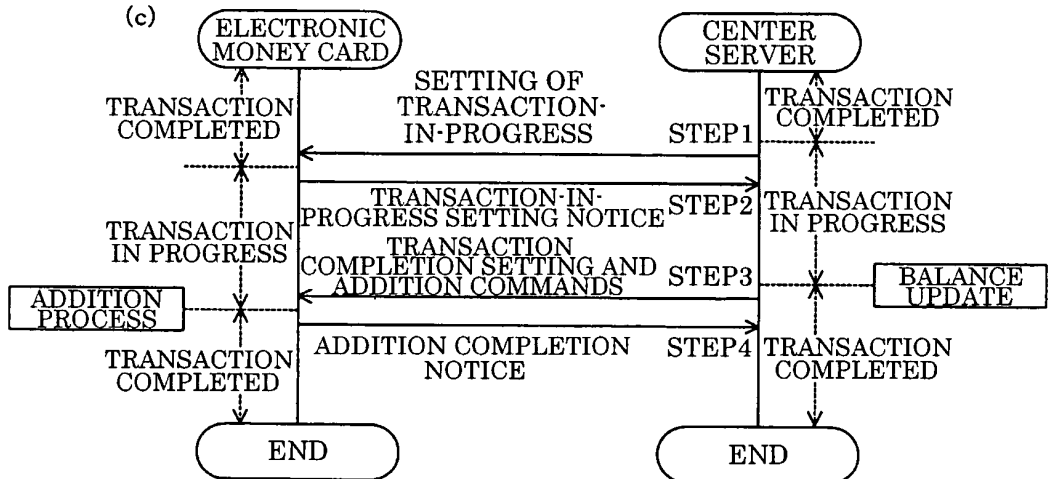 (c)
ELECTRONIC
MONEY CARD
CENTER
SERVER
TRANSACTION
COMPLETED
SETTING OF
TRANSACTION-
IN-PROGRESS
STEP1
TRANSACTION
COMPLETED
TRANSACTION-IN-
PROGRESS SETTING NOTICE
STEP2
TRANSACTION
IN PROGRESS
TRANSACTION
IN PROGRESS
TRANSACTION
COMPLETION SETTING AND
ADDITION COMMANDS
STEP3
BALANCE
UPDATE
ADDITION
PROCESS
TRANSACTION
COMPLETED
ADDITION COMPLETION
NOTICE
STEP4
TRANSACTION
COMPLETED
END
END